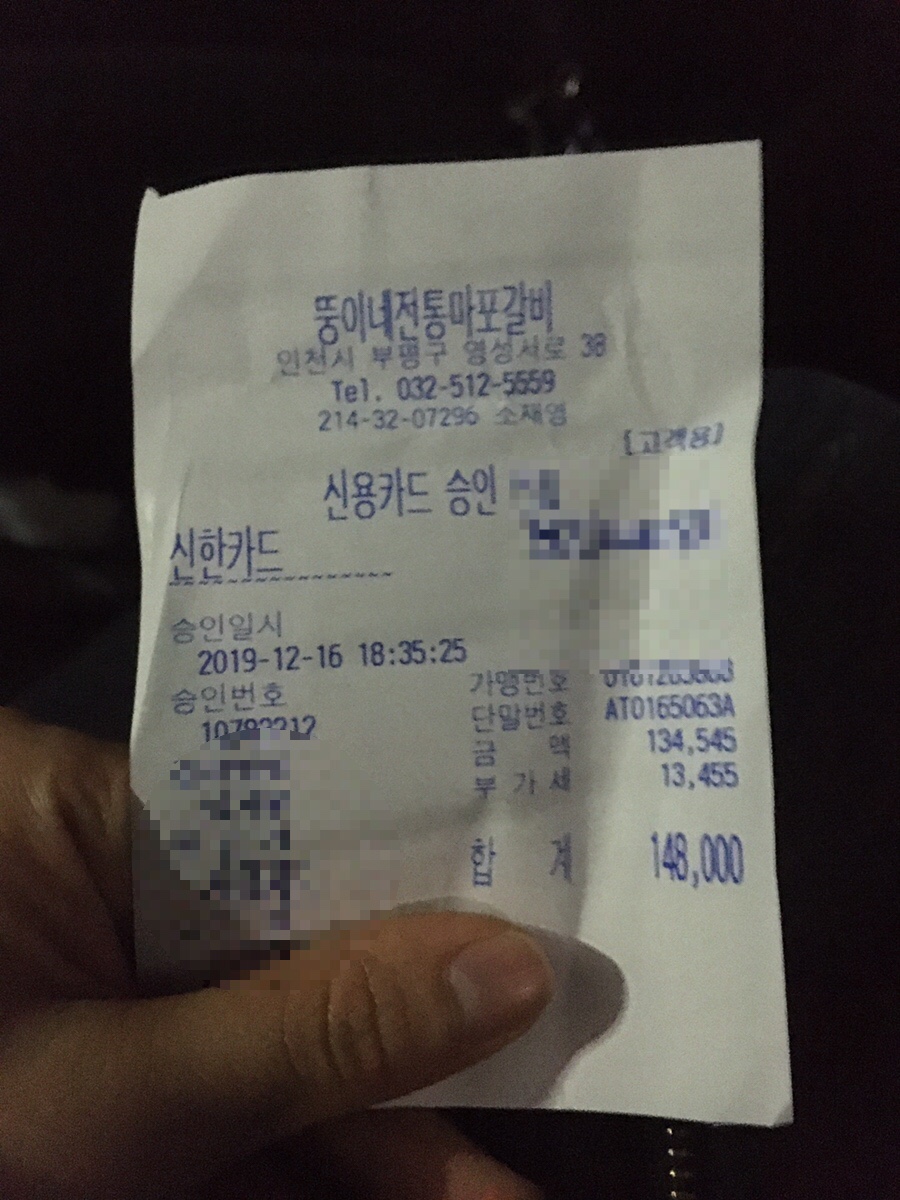 뚱이네전통마포갈비
인천시 부평구 영성서로 38
Tel. 032-512-5559
214-32-07296 소재영
[고객용]
신용카드 승인
신한카드
승인일시
2019-12-16 18:35:25
승인번호
가맹번호
단말번호 AT0165063A
금 액 134,545
부 가 세 13,455
합 계 148,000